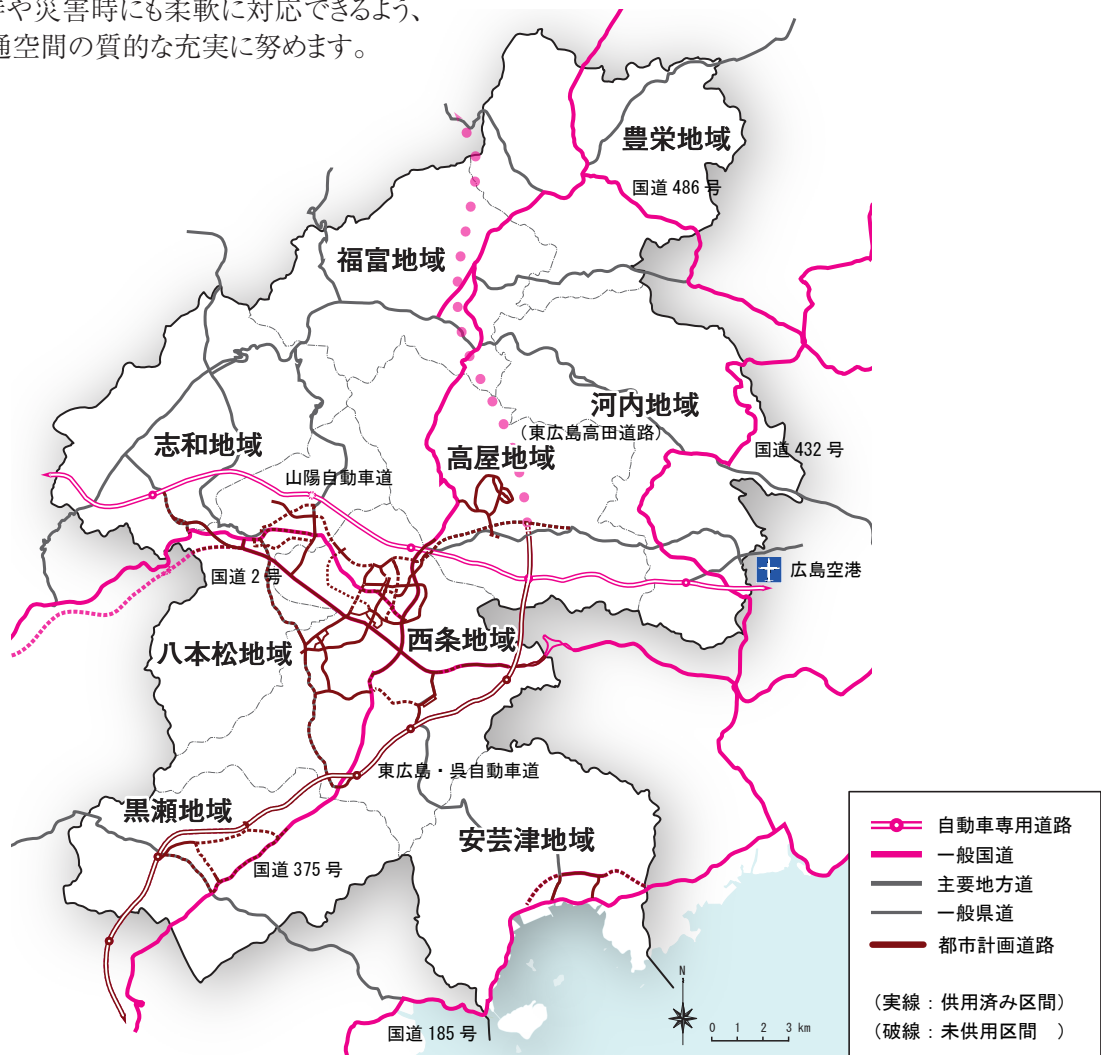 や災害時にも柔軟に対応できるよう、
通空間の質的な充実に努めます。
豊栄地域
国道 486 号
福富地域
河内地域
(東広島高田道路)
国道 432 号
志和地域
高屋地域
山陽自動車道
国道 2 号
広島空港
八本松地域
西条地域
東広島・呉自動車道
黒瀬地域
安芸津地域
国道 375 号
国道 185 号
N
0 1 2 3 km
自動車専用道路
一般国道
主要地方道
一般県道
都市計画道路
(実線:供用済み区間)
(破線:未供用区間 )